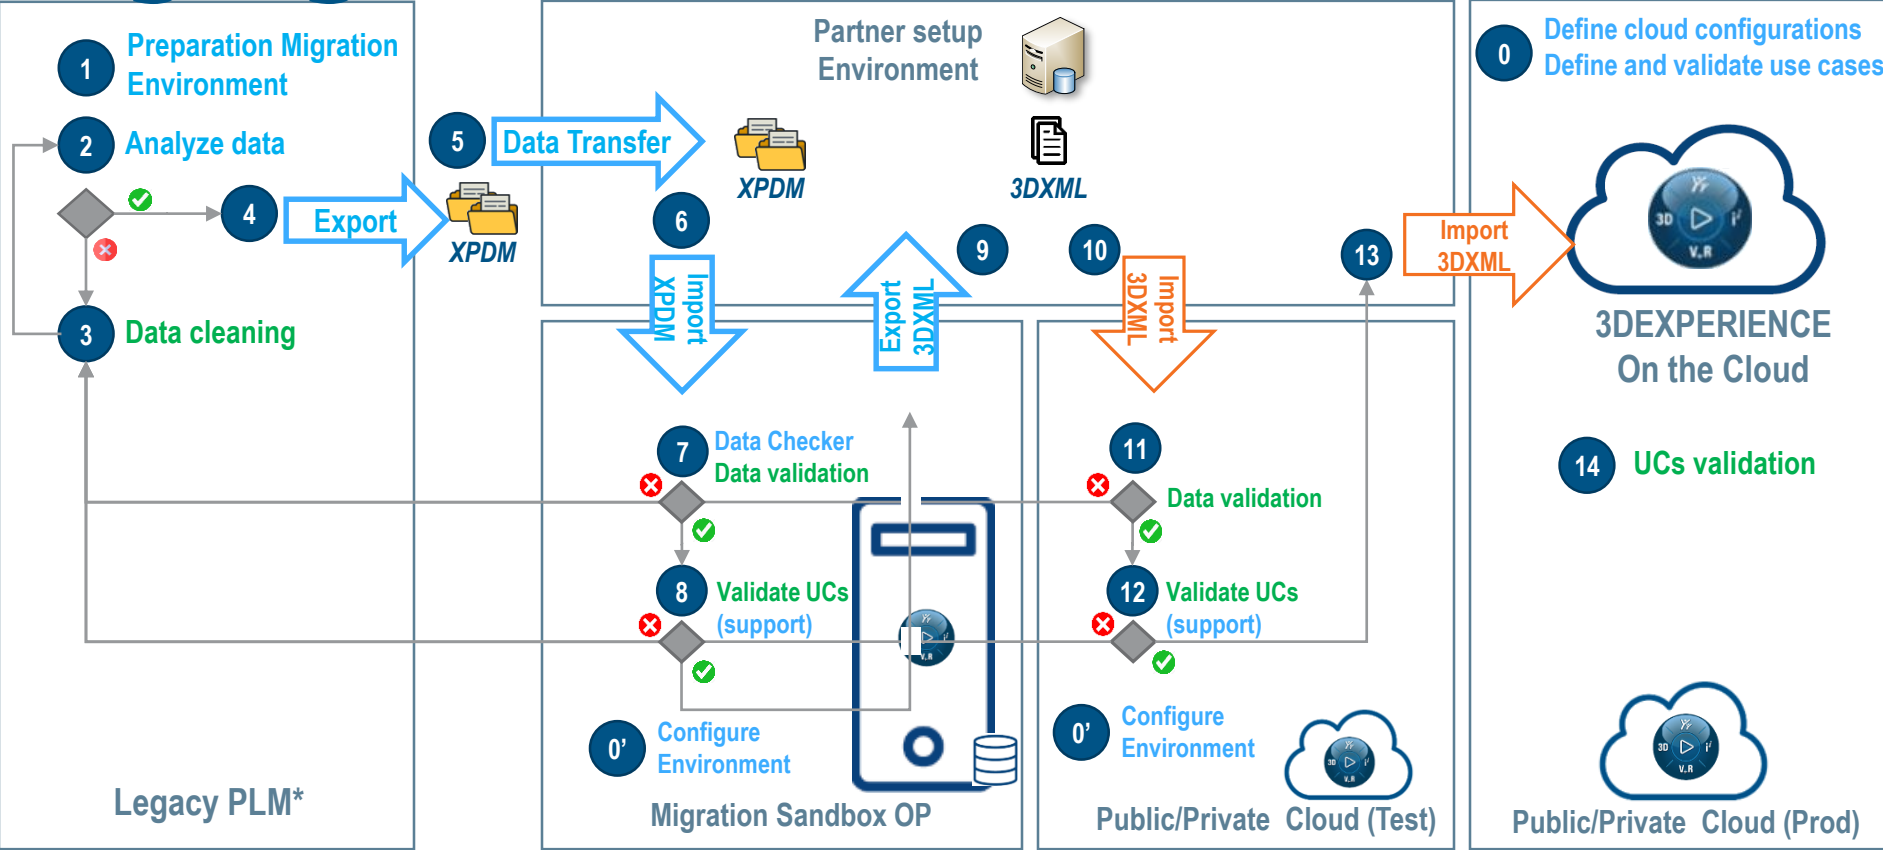 1
Preparation Migration
Environment
2
Analyze data
4
Export
XPDM
3
Data cleaning
Legacy PLM*
Partner setup
Environment
5
Data Transfer
XPDM
3DXML
6
Import
XPDM
9
Export
3DXML
10
Import
3DXML
13
Import
3DXML
7
Data Checker
Data validation
8
Validate UCs
(support)
V.R
0’
Configure
Environment
Migration Sandbox OP
11
Data validation
12
Validate UCs
(support)
0’
Configure
Environment
3D
V.R
Public/Private Cloud (Test)
0
Define cloud configurations
Define and validate use cases
3D
V.R
3DEXPERIENCE
On the Cloud
14
UCs validation
3D
V.R
Public/Private Cloud (Prod)